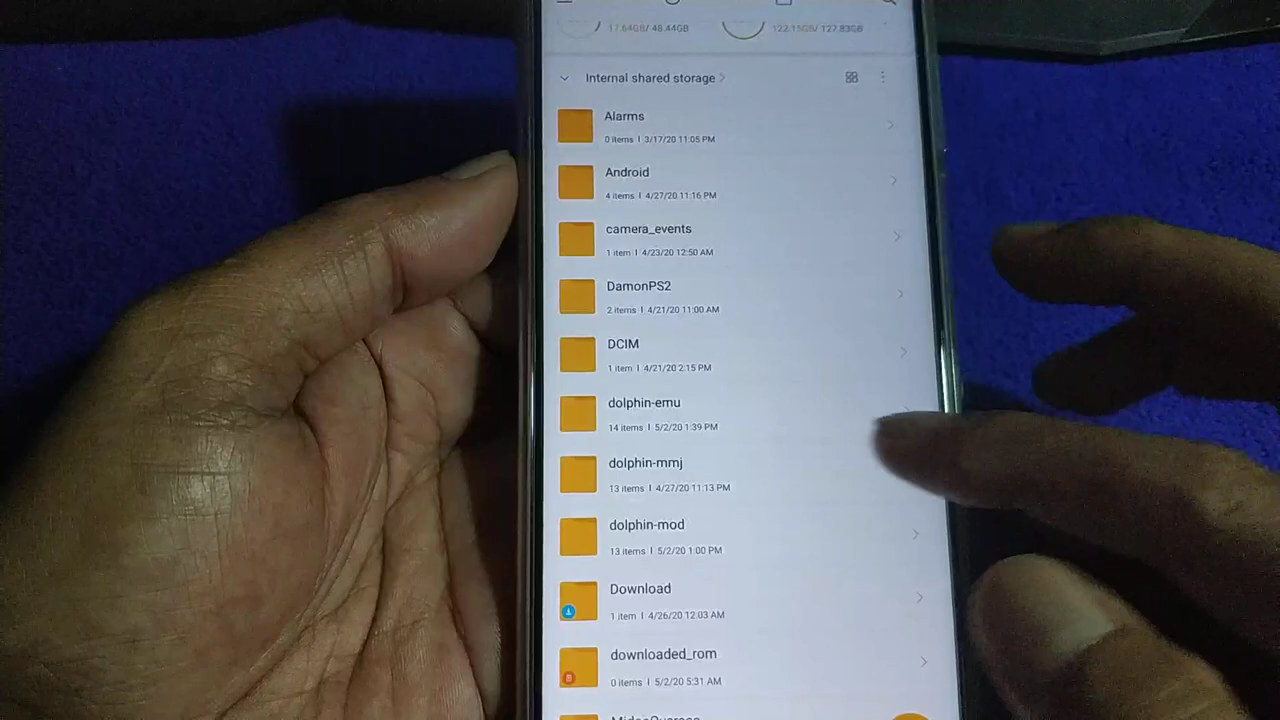 17.64GB/ 48.44GB
122.15GB/ 127.83GB
Internal shared storage
Alarms
0 items | 3/17/20 11:05 PM
Android
4 items | 4/27/20 11:16 PM
camera_events
1 item | 4/23/20 12:50 AM
DamonPS2
2 items | 4/21/20 11:00 AM
DCIM
1 item | 4/21/20 2:15 PM
dolphin-emu
14 items | 5/2/20 1:39 PM
dolphin-mmj
13 items | 4/27/20 11:13 PM
dolphin-mod
13 items | 5/2/20 1:00 PM
Download
1 item | 4/26/20 12:03 AM
downloaded_rom
0 items | 5/2/20 5:31 AM